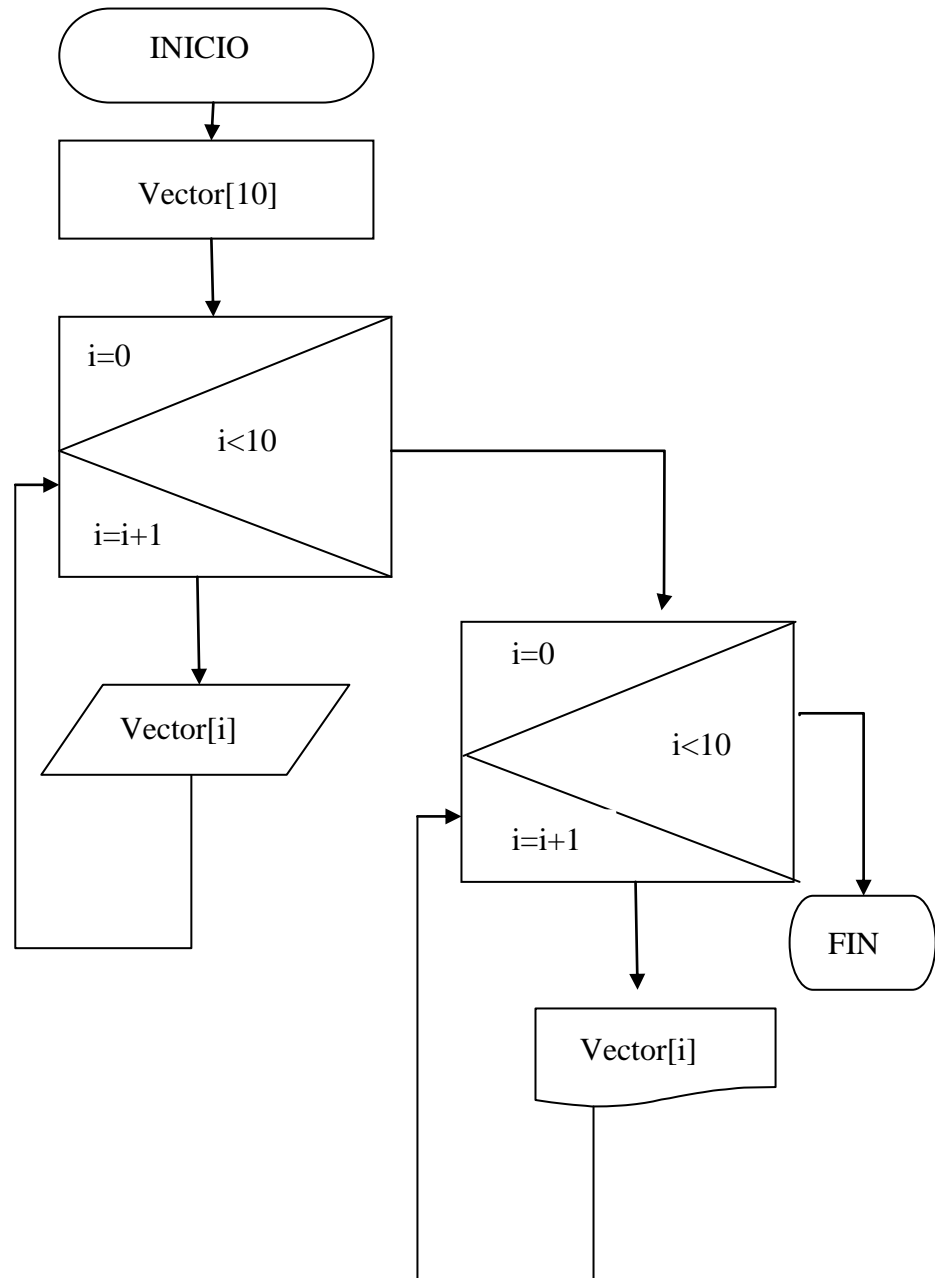 INICIO
Vector[10]
i=0
i<10
i=i+1
Vector[i]
i=0
i<10
i=i+1
FIN
Vector[i]